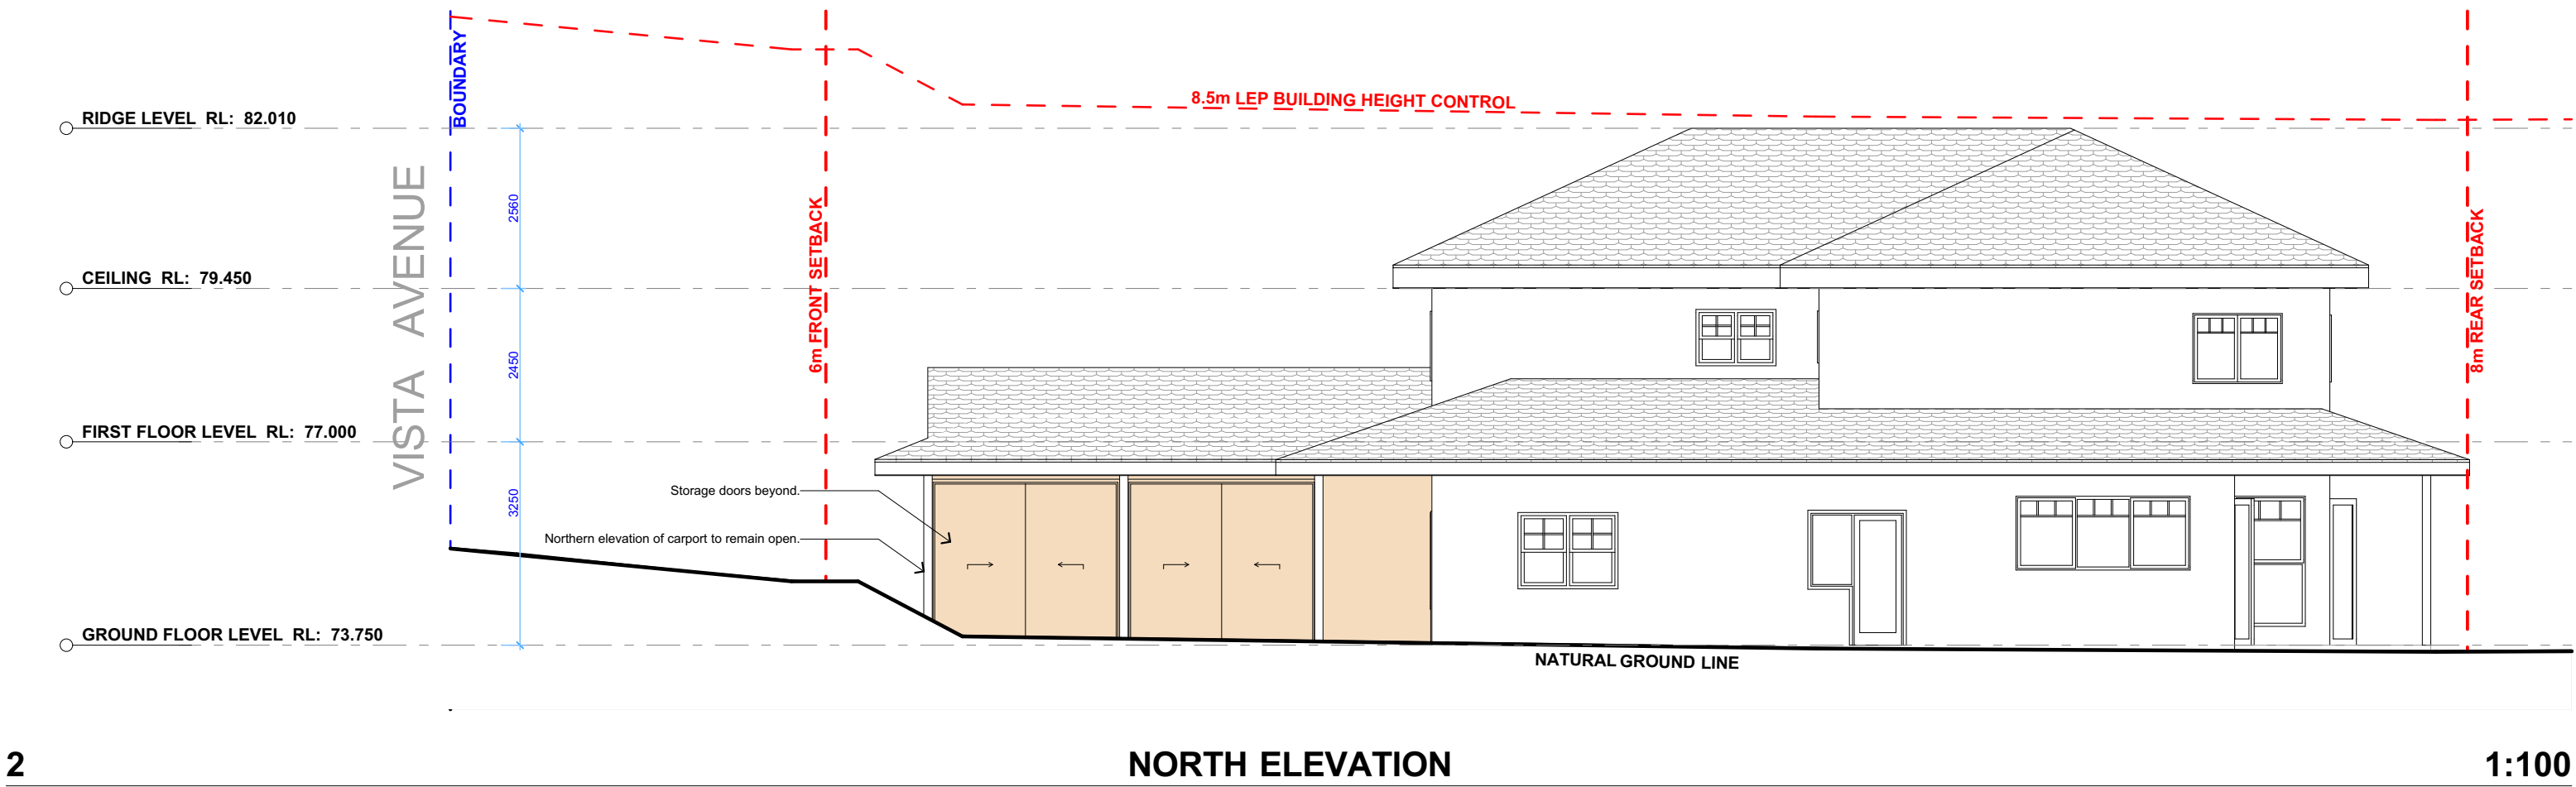 BOUNDARY
8.5m LEP BUILDING HEIGHT CONTROL
RIDGE LEVEL RL: 82.010
VISTA AVENUE
2560
6m FRONT SETBACK
8m REAR SETBACK
CEILING RL: 79.450
2450
FIRST FLOOR LEVEL RL: 77.000
3250
Storage doors beyond.
Northern elevation of carport to remain open.
GROUND FLOOR LEVEL RL: 73.750
NATURAL GROUND LINE
2
NORTH ELEVATION
1:100